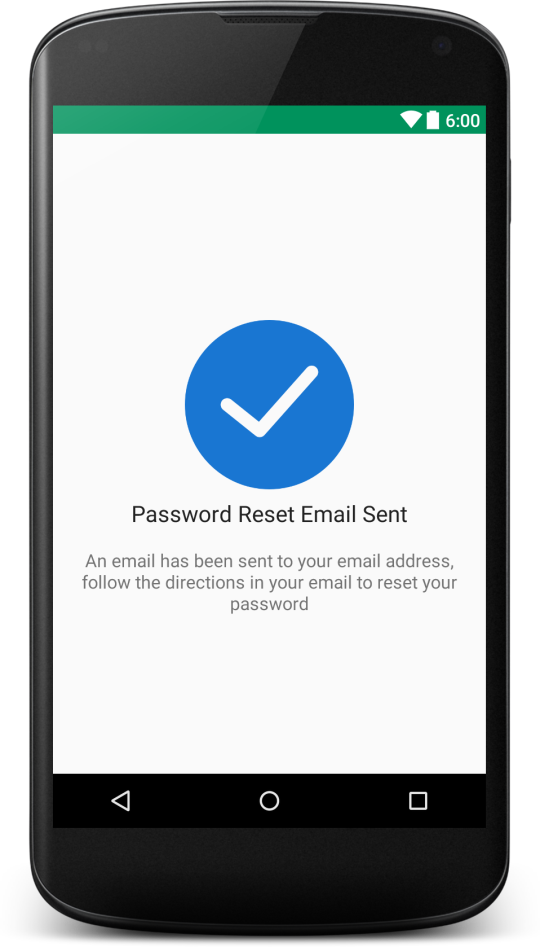 6:00
Password Reset Email Sent
An email has been sent to your email address,
follow the directions in your email to reset your
password